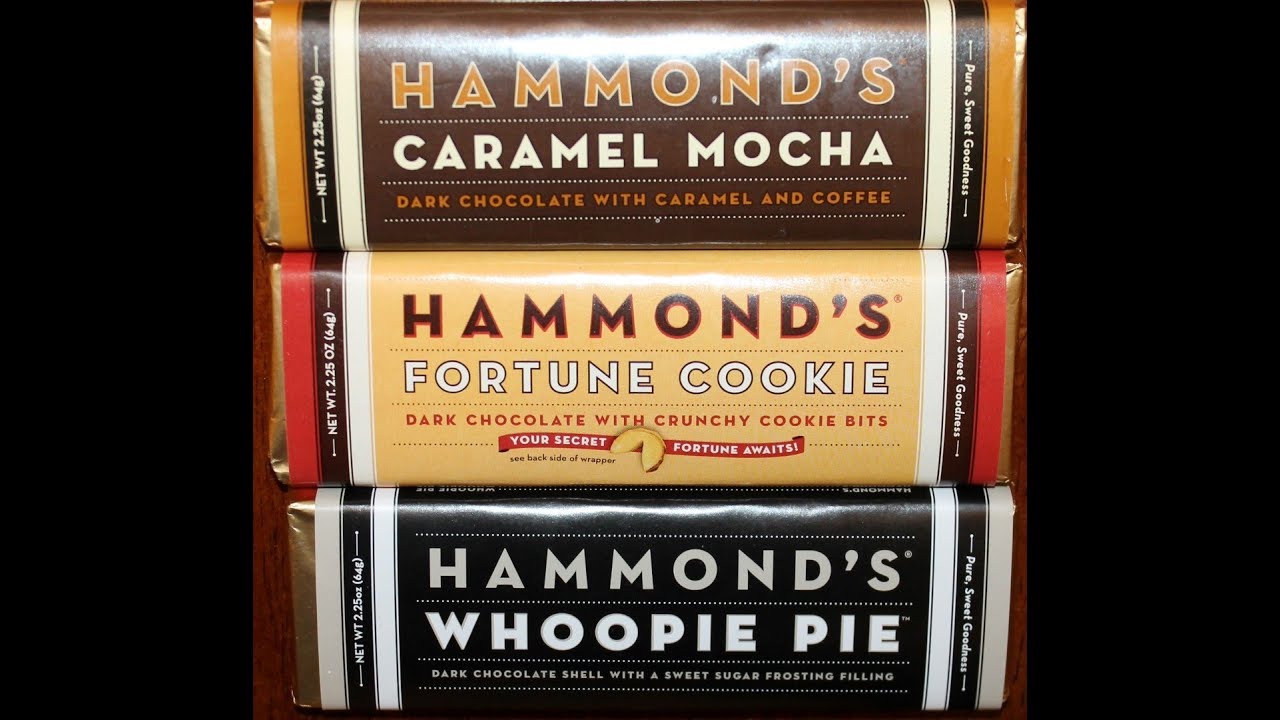 NET WT 2.25oz (64g)
HAMMOND'S
CARAMEL MOCHA
DARK CHOCOLATE WITH CARAMEL AND COFFEE
Pure, Sweet Goodness
NET WT. 2.25 OZ (64g)
HAMMOND'S®
FORTUNE COOKIE
DARK CHOCOLATE WITH CRUNCHY COOKIE BITS
YOUR SECRET FORTUNE AWAITS!
see back side of wrapper
Pure, Sweet Goodness
WHOOPIE PIE
HAMMOND'S
NET WT 2.25oz (64g)
HAMMOND'S®
WHOOPIE PIE™
DARK CHOCOLATE SHELL WITH A SWEET SUGAR FROSTING FILLING
Pure, Sweet Goodness